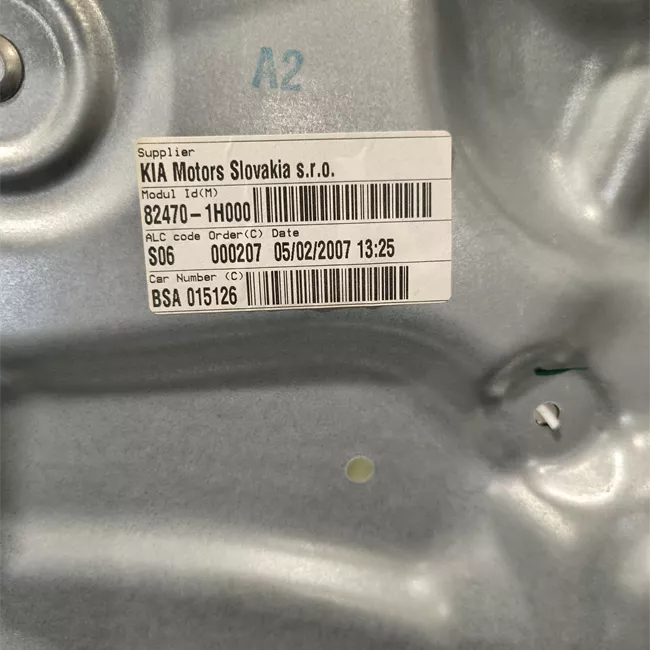 A2
Supplier
KIA Motors Slovakia s.r.o.
Modul Id(M)
82470-1H000
ALC code Order(C) Date
S06 000207 05/02/2007 13:25
Car Number (C)
BSA 015126